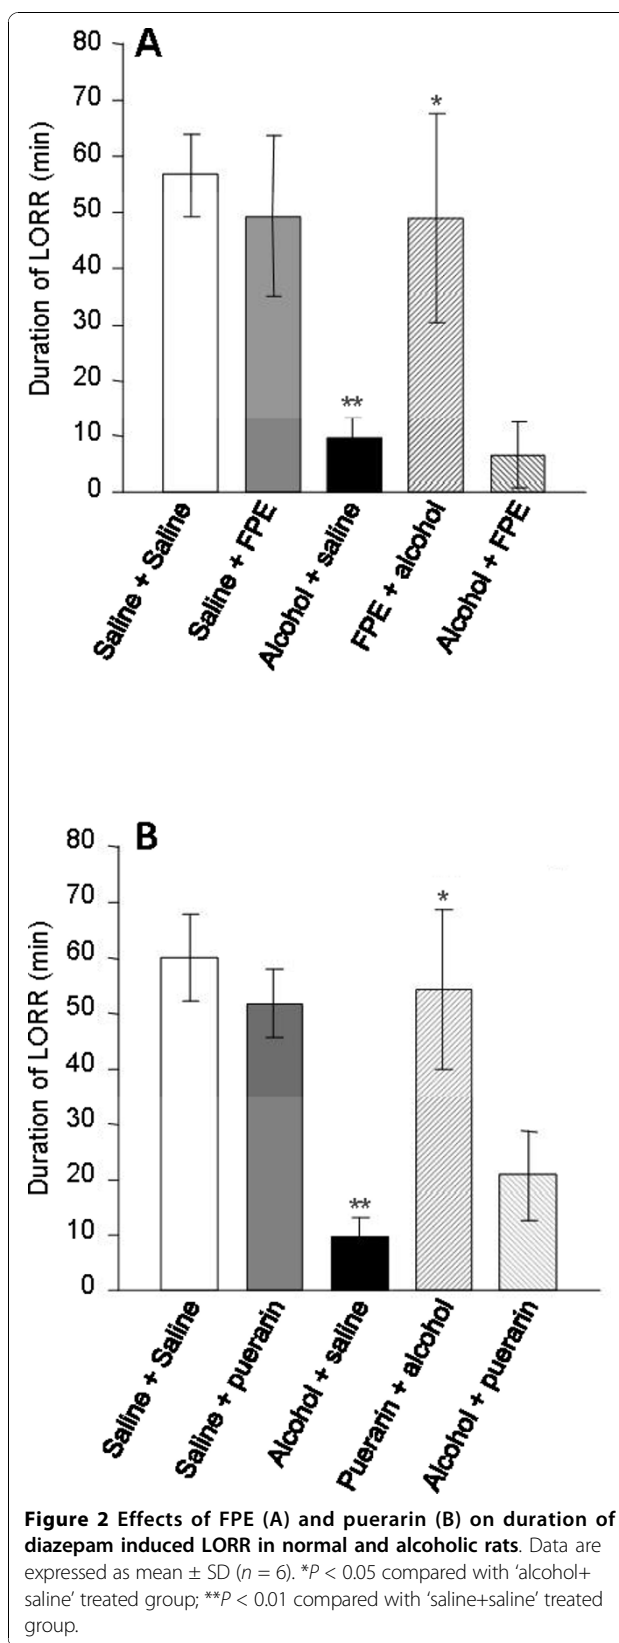 A
Duration of LORR (min)
80
70
60
50
40
30
20
10
0
*
**
Saline + Saline
Saline + FPE
Alcohol + saline
FPE + alcohol
Alcohol + FPE
B
Duration of LORR (min)
80
70
60
50
40
30
20
10
0
*
**
Saline + Saline
Saline + puerarin
Alcohol + saline
Puerarin + alcohol
Alcohol + puerarin
Figure 2 Effects of FPE (A) and puerarin (B) on duration of
diazepam induced LORR in normal and alcoholic rats. Data are
expressed as mean ± SD (n = 6). *P < 0.05 compared with ‘alcohol+
saline’ treated group; **P < 0.01 compared with ‘saline+saline’ treated
group.